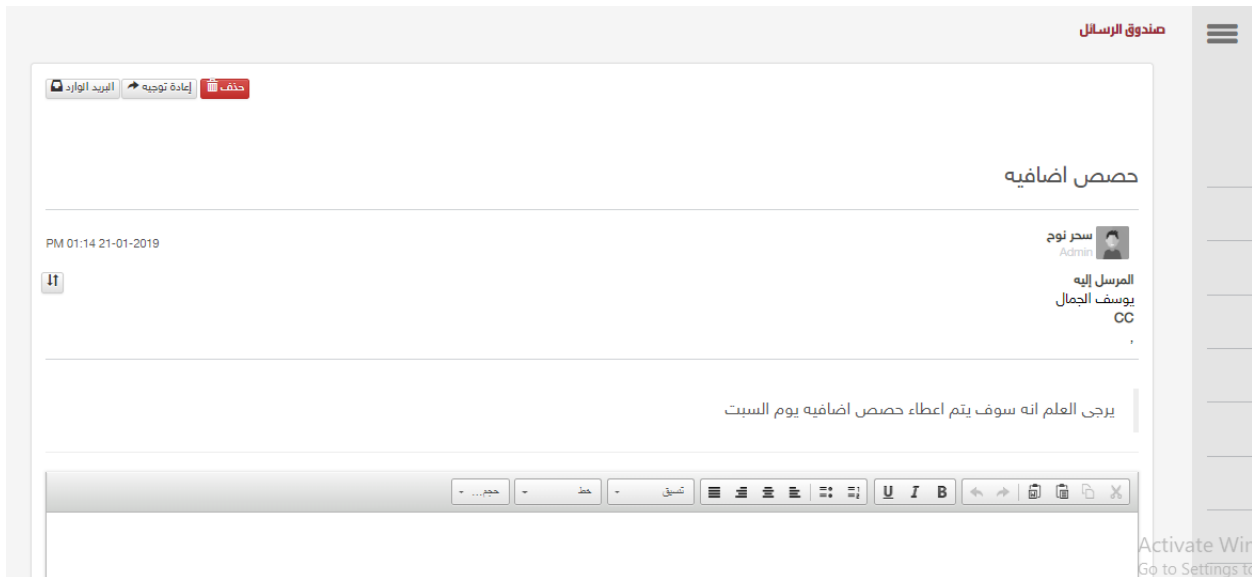 صندوق الرسائل
حذف
إعادة توجيه
البريد الوارد
حصص اضافيه
سحر نوح
Admin
PM 01:14 21-01-2019
المرسل إليه
يوسف الجمال
CC
,
يرجى العلم انه سوف يتم اعطاء حصص اضافيه يوم السبت
B I U
تنسيق
خط
حجم...
Activate Win
Go to Settings to